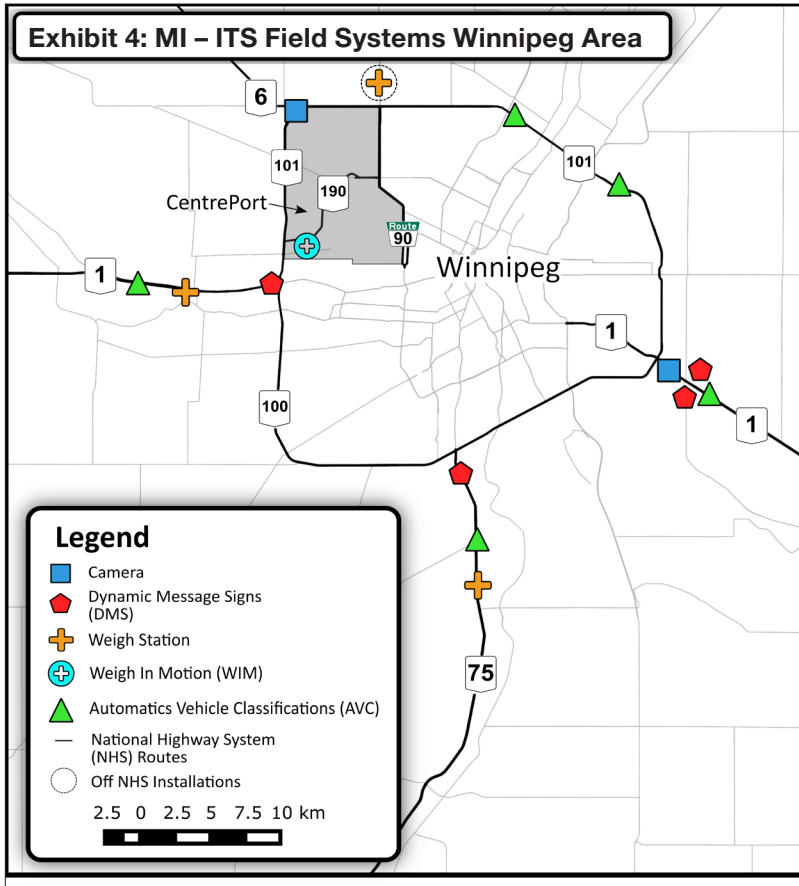 Exhibit 4: MI – ITS Field Systems Winnipeg Area
6
101
101
190
CentrePort
Route
90
1
Winnipeg
1
100
1
75
Legend
Camera
Dynamic Message Signs
(DMS)
Weigh Station
Weigh In Motion (WIM)
Automatics Vehicle Classifications (AVC)
National Highway System
(NHS) Routes
Off NHS Installations
2.5 0 2.5 5 7.5 10 km